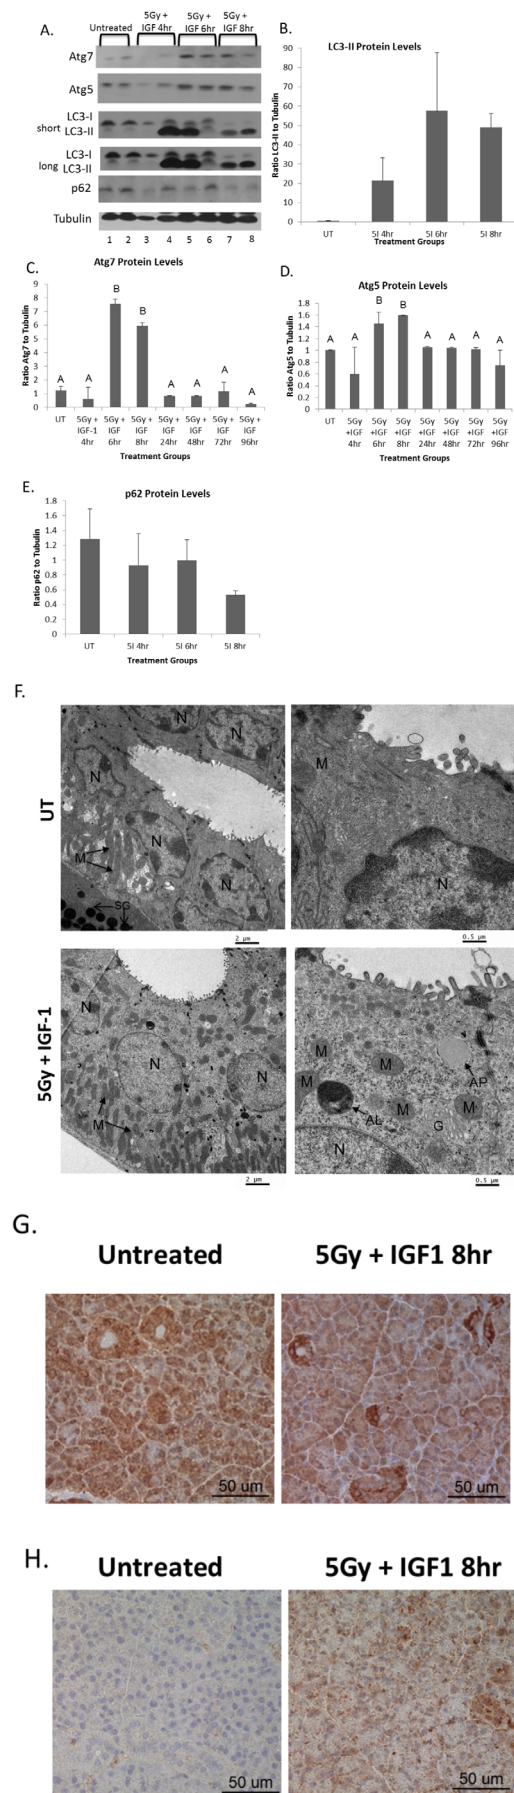 A.
Untreated
5Gy +
IGF 4hr
5Gy +
IGF 6hr
5Gy +
IGF 8hr
Atg7
Atg5
LC3-I
short LC3-II
LC3-I
long LC3-II
p62
Tubulin
1 2 3 4 5 6 7 8
B.
LC3-II Protein Levels
Ratio LC3-II to Tubulin
90
80
70
60
50
40
30
20
10
0
UT 5I 4hr 5I 6hr 5I 8hr
Treatment Groups
C.
Atg7 Protein Levels
Ratio Atg7 to Tubulin
9
8
7
6
5
4
3
2
1
0
A A B B A A A A
UT 5Gy + 5Gy + 5Gy + 5Gy + 5Gy + 5Gy + 5Gy +
IGF-1 IGF IGF IGF IGF IGF IGF
4hr 6hr 8hr 24hr 48hr 72hr 96hr
Treatment Groups
D.
Atg5 Protein Levels
Ratio Atg5 to Tubulin
1.8
1.6
1.4
1.2
1
0.8
0.6
0.4
0.2
0
A A B B A A A A
UT 5Gy 5Gy 5Gy 5Gy 5Gy 5Gy 5Gy
+IGF +IGF +IGF +IGF +IGF +IGF +IGF
4hr 6hr 8hr 24hr 48hr 72hr 96hr
Treatment Groups
E.
p62 Protein Levels
Ratio p62 to Tubulin
1.8
1.6
1.4
1.2
1
0.8
0.6
0.4
0.2
0
UT 5I 4hr 5I 6hr 5I 8hr
Treatment Groups
F.
UT
N
N
N
N
N
M
SG
2 µm
M
N
0.5 µm
5Gy + IGF-1
N
N
M
2 µm
M
M
M
M
AP
AL
G
N
0.5 µm
G.
Untreated
5Gy + IGF1 8hr
50 um
50 um
H.
Untreated
5Gy + IGF1 8hr
50 um
50 um